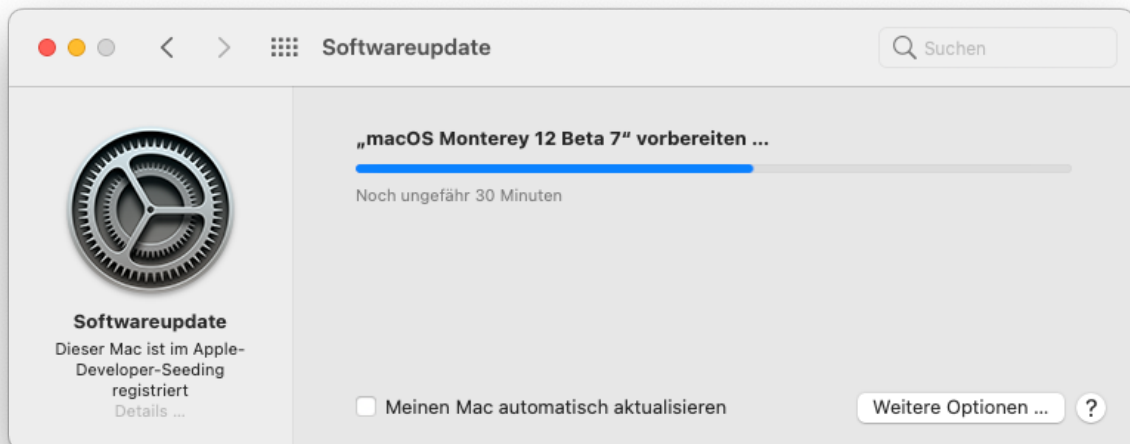 Softwareupdate
Suchen
„macOS Monterey 12 Beta 7“ vorbereiten ...
Noch ungefähr 30 Minuten
Softwareupdate
Dieser Mac ist im Apple-
Developer-Seeding
registriert
Details ...
Meinen Mac automatisch aktualisieren
Weitere Optionen ...
?